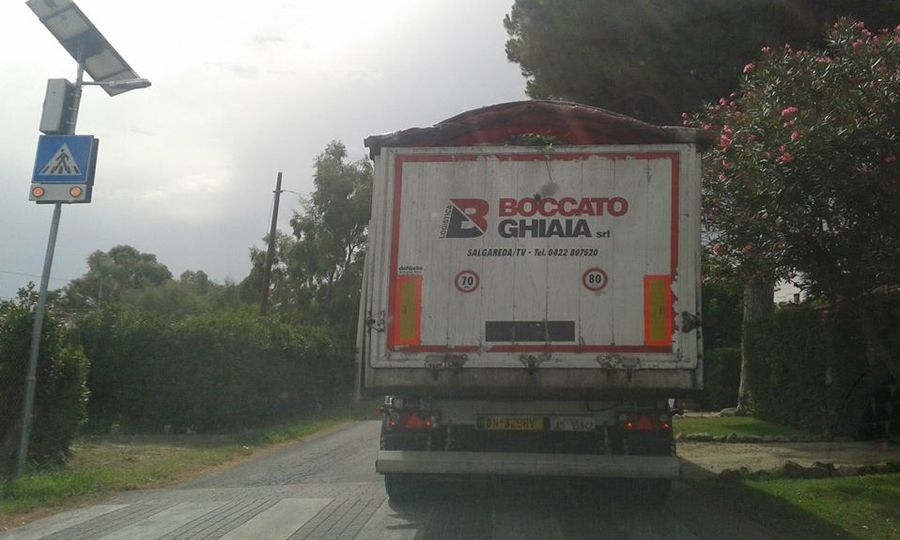 LOGISTICA
BOCCATO
GHIAIA srl
SALGAREDA/TV - Tel. 0422 807620
70
80